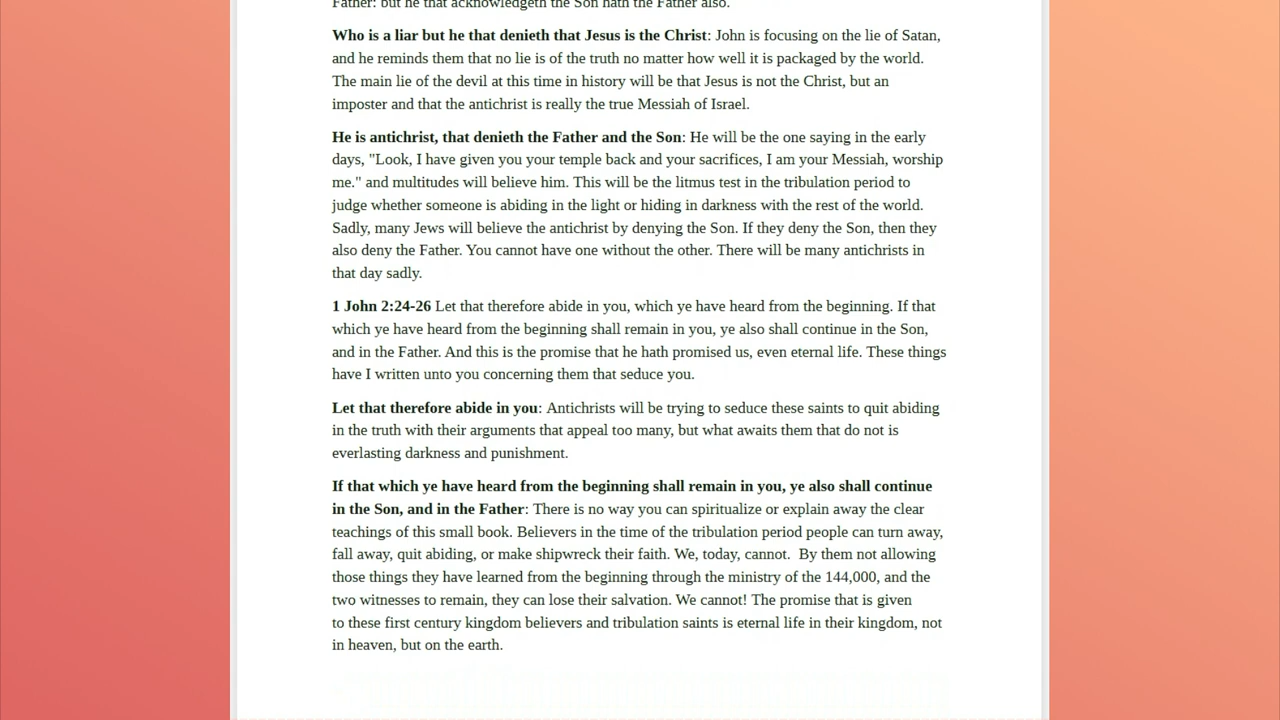 Father: but he that acknowledgeth the Son hath the Father also.
Who is a liar but he that denieth that Jesus is the Christ: John is focusing on the lie of Satan,
and he reminds them that no lie is of the truth no matter how well it is packaged by the world.
The main lie of the devil at this time in history will be that Jesus is not the Christ, but an
imposter and that the antichrist is really the true Messiah of Israel.
He is antichrist, that denieth the Father and the Son: He will be the one saying in the early
days, "Look, I have given you your temple back and your sacrifices, I am your Messiah, worship
me." and multitudes will believe him. This will be the litmus test in the tribulation period to
judge whether someone is abiding in the light or hiding in darkness with the rest of the world.
Sadly, many Jews will believe the antichrist by denying the Son. If they deny the Son, then they
also deny the Father. You cannot have one without the other. There will be many antichrists in
that day sadly.
1 John 2:24-26 Let that therefore abide in you, which ye have heard from the beginning. If that
which ye have heard from the beginning shall remain in you, ye also shall continue in the Son,
and in the Father. And this is the promise that he hath promised us, even eternal life. These things
have I written unto you concerning them that seduce you.
Let that therefore abide in you: Antichrists will be trying to seduce these saints to quit abiding
in the truth with their arguments that appeal too many, but what awaits them that do not is
everlasting darkness and punishment.
If that which ye have heard from the beginning shall remain in you, ye also shall continue
in the Son, and in the Father: There is no way you can spiritualize or explain away the clear
teachings of this small book. Believers in the time of the tribulation period people can turn away,
fall away, quit abiding, or make shipwreck their faith. We, today, cannot.  By them not allowing
those things they have learned from the beginning through the ministry of the 144,000, and the
two witnesses to remain, they can lose their salvation. We cannot! The promise that is given
to these first century kingdom believers and tribulation saints is eternal life in their kingdom, not
in heaven, but on the earth.